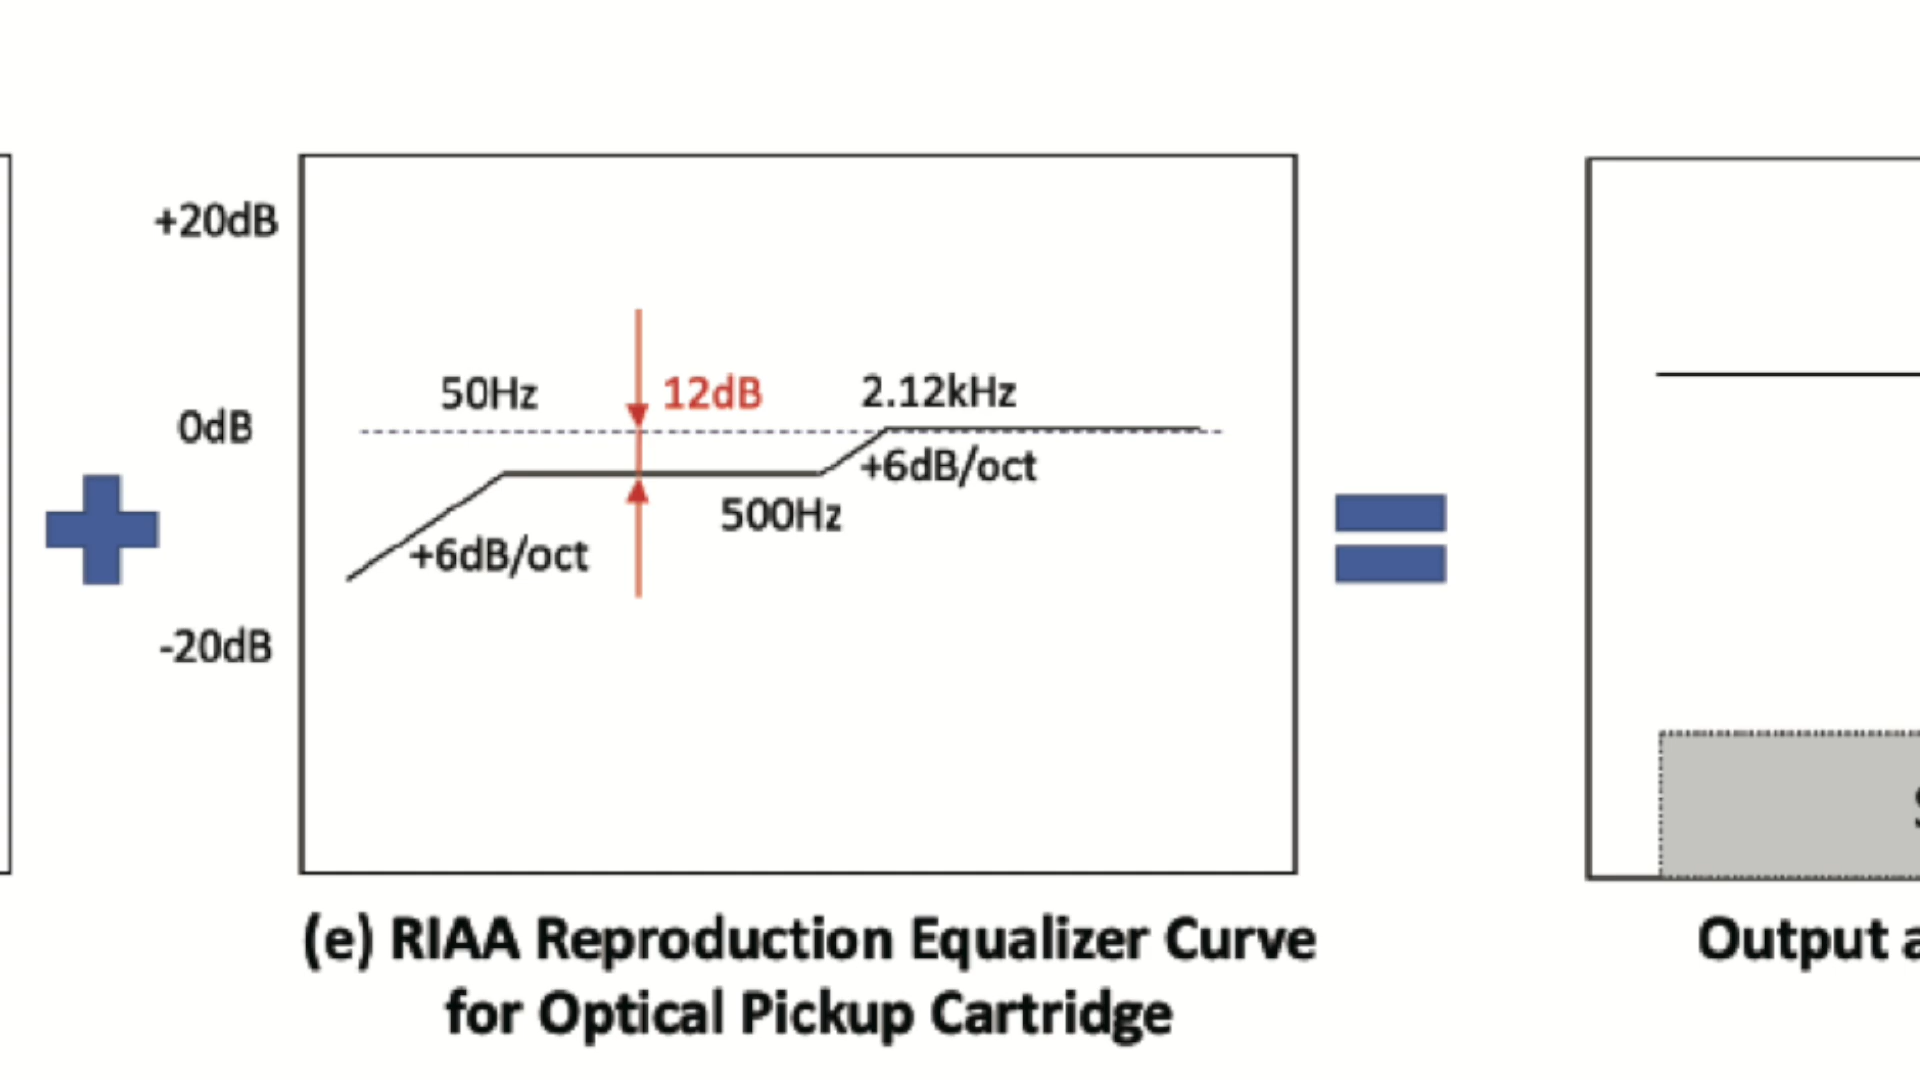 +20dB
50Hz
12dB
2.12kHz
0dB
+6dB/oct
500Hz
+6dB/oct
-20dB
(e) RIAA Reproduction Equalizer Curve
for Optical Pickup Cartridge
Output